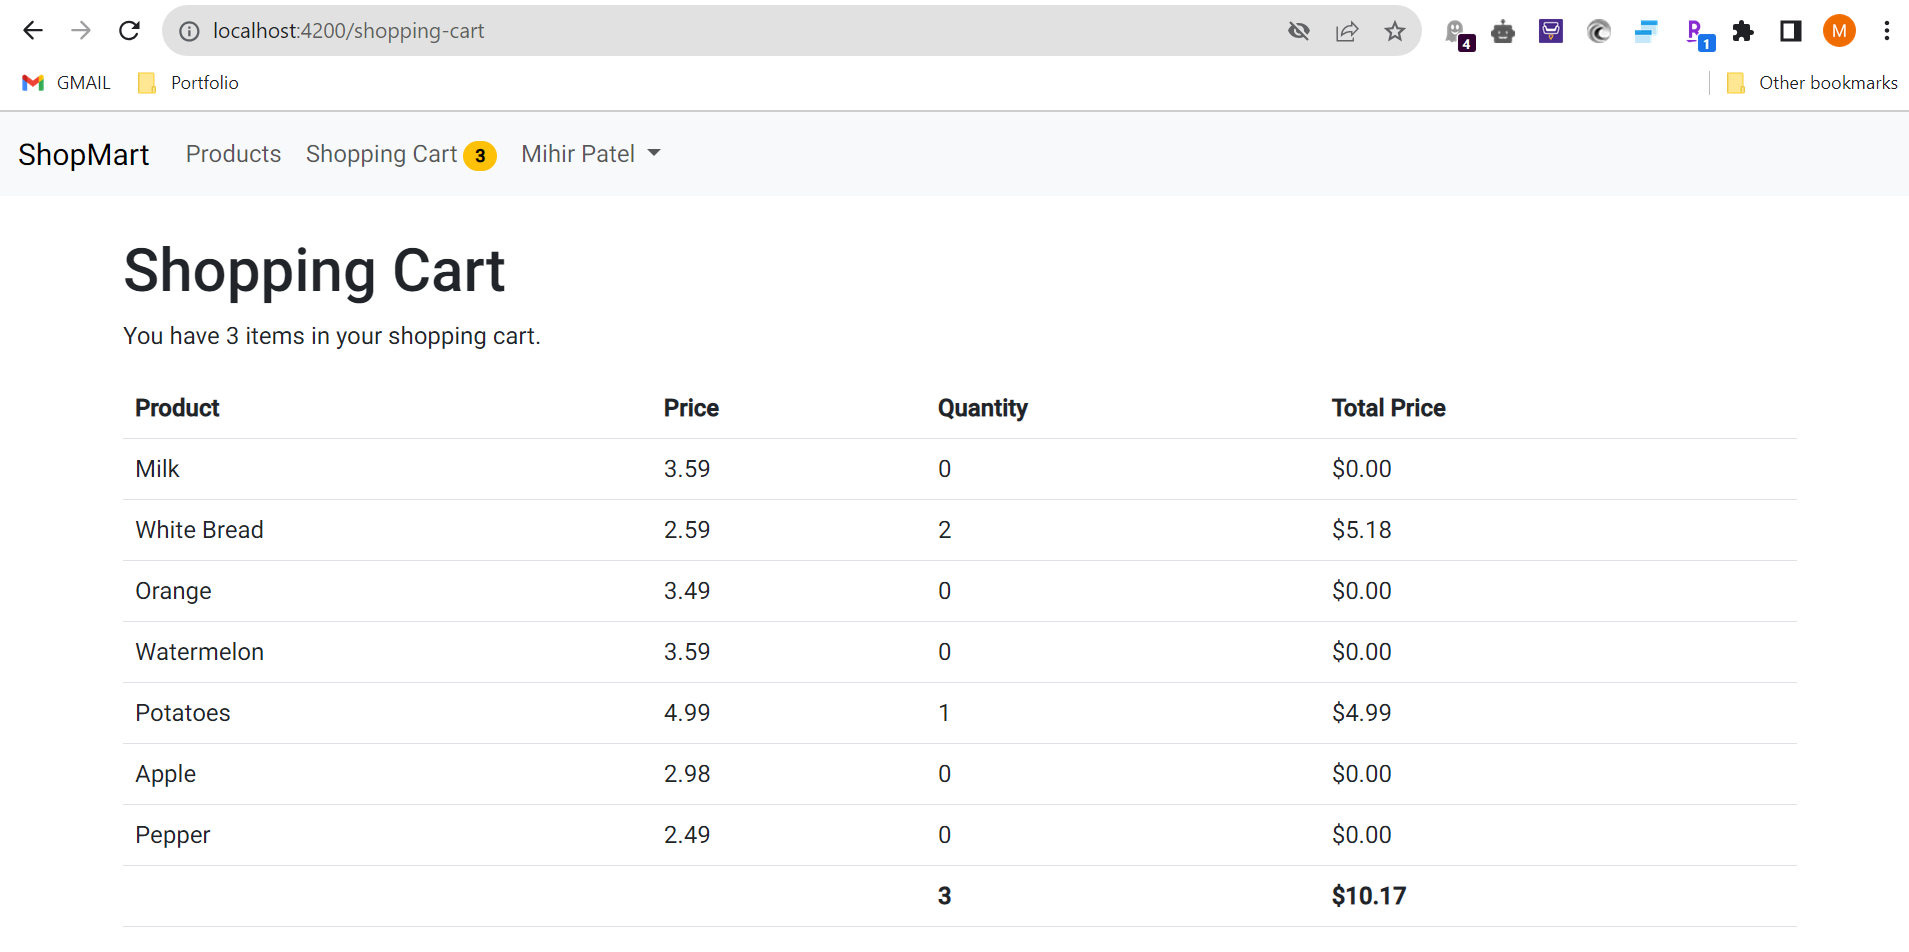 localhost:4200/shopping-cart
4
1
M
GMAIL Portfolio Other bookmarks
ShopMart Products Shopping Cart 3 Mihir Patel
Shopping Cart
You have 3 items in your shopping cart.
Product Price Quantity Total Price
Milk 3.59 0 $0.00
White Bread 2.59 2 $5.18
Orange 3.49 0 $0.00
Watermelon 3.59 0 $0.00
Potatoes 4.99 1 $4.99
Apple 2.98 0 $0.00
Pepper 2.49 0 $0.00
3 $10.17